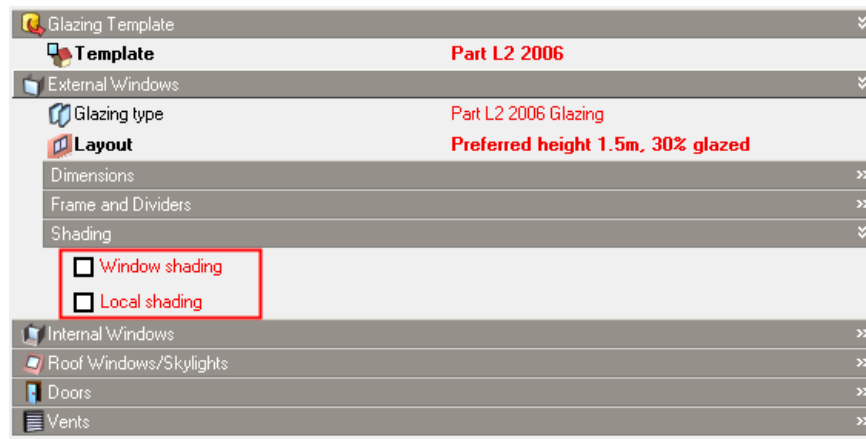 Glazing Template
Template Part L2 2006
External Windows
Glazing type Part L2 2006 Glazing
Layout Preferred height 1.5m, 30% glazed
Dimensions
Frame and Dividers
Shading
Window shading
Local shading
Internal Windows
Roof Windows/Skylights
Doors
Vents